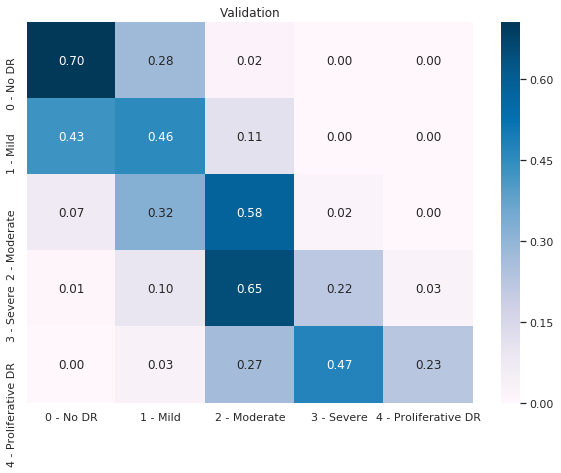 Validation
0 - No DR
0.70 0.28 0.02 0.00 0.00
1 - Mild
0.43 0.46 0.11 0.00 0.00
2 - Moderate
0.07 0.32 0.58 0.02 0.00
3 - Severe
0.01 0.10 0.65 0.22 0.03
4 - Proliferative DR
0.00 0.03 0.27 0.47 0.23
0 - No DR 1 - Mild 2 - Moderate 3 - Severe 4 - Proliferative DR
0.60
0.45
0.30
0.15
0.00